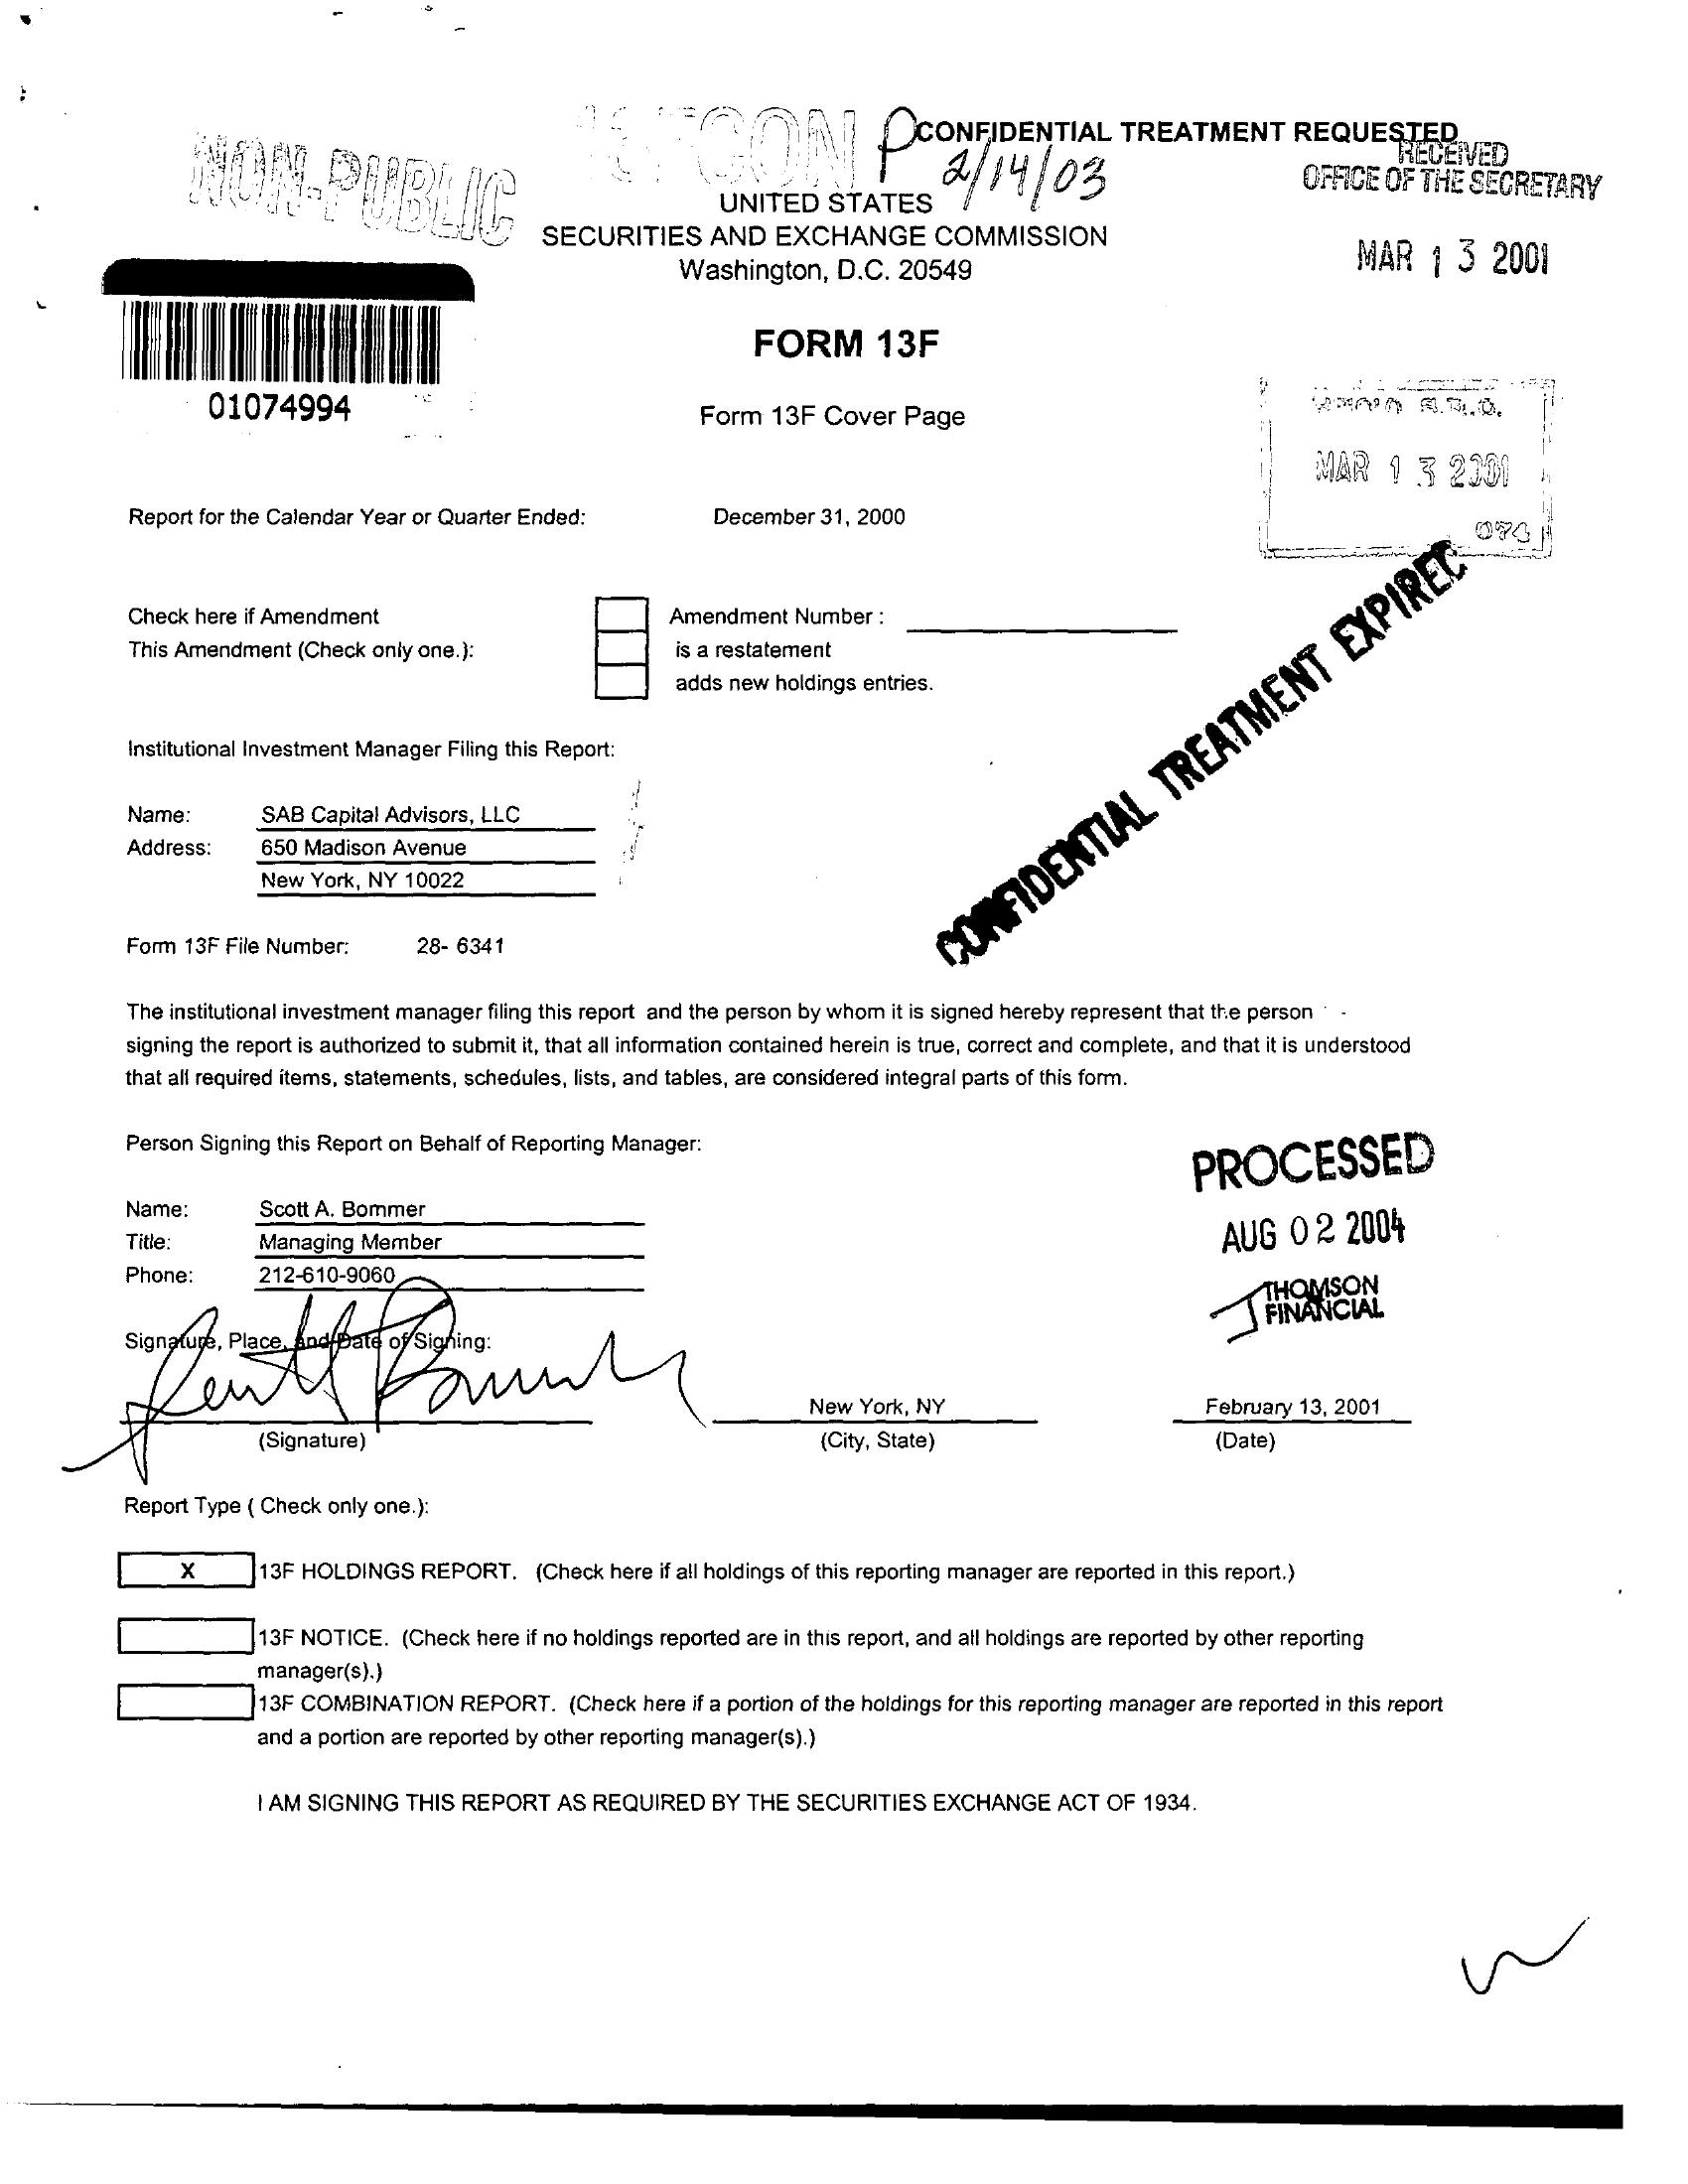 CONFIDENTIAL TREATMENT REQUESTED
NON-PUBLIC
P
2/14/03
RECEIVED
OFFICE OF THE SECRETARY
UNITED STATES
SECURITIES AND EXCHANGE COMMISSION
Washington, D.C. 20549
MAR 13 2001
FORM 13F
01074994
Form 13F Cover Page
MAR 13 2001
074
Report for the Calendar Year or Quarter Ended: December 31, 2000
CONFIDENTIAL TREATMENT EXPIRED
Check here if Amendment Amendment Number :
This Amendment (Check only one.): is a restatement
adds new holdings entries.
Institutional Investment Manager Filing this Report:
Name: SAB Capital Advisors, LLC
Address: 650 Madison Avenue
New York, NY 10022
Form 13F File Number: 28- 6341
The institutional investment manager filing this report and the person by whom it is signed hereby represent that the person
signing the report is authorized to submit it, that all information contained herein is true, correct and complete, and that it is understood
that all required items, statements, schedules, lists, and tables, are considered integral parts of this form.
Person Signing this Report on Behalf of Reporting Manager:
PROCESSED
Name: Scott A. Bommer
Title: Managing Member
AUG 02 2004
Phone: 212-610-9060
THOMSON
FINANCIAL
Signature, Place, and Date of Signing:
Scott Bommer
New York, NY February 13, 2001
(Signature) (City, State) (Date)
Report Type ( Check only one.):
X 13F HOLDINGS REPORT. (Check here if all holdings of this reporting manager are reported in this report.)
13F NOTICE. (Check here if no holdings reported are in this report, and all holdings are reported by other reporting
manager(s).)
13F COMBINATION REPORT. (Check here if a portion of the holdings for this reporting manager are reported in this report
and a portion are reported by other reporting manager(s).)
I AM SIGNING THIS REPORT AS REQUIRED BY THE SECURITIES EXCHANGE ACT OF 1934.